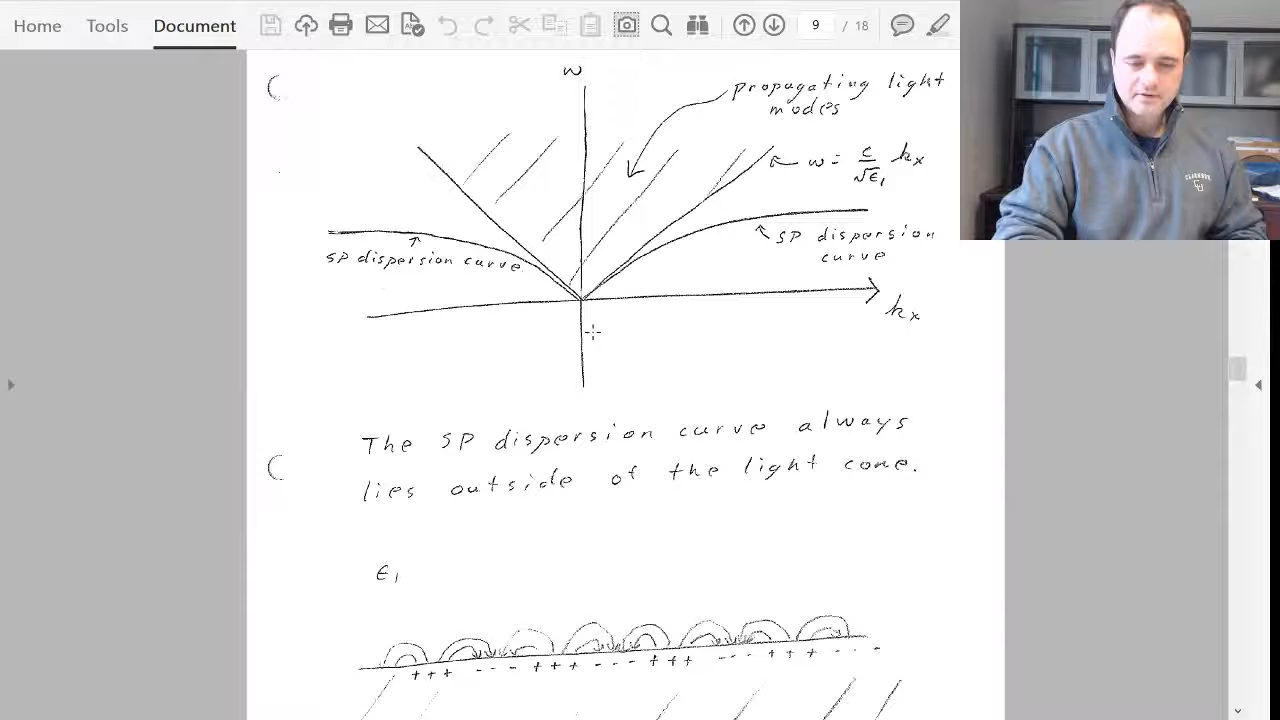 Home Tools Document 9 / 18
ω
propagating light
modes
ω = c/√ϵ₁ kₓ
SP dispersion
curve
SP dispersion curve
kₓ
The SP dispersion curve always
lies outside of the light cone.
ϵ₁
+ + + - - - + + + - - - + + + - - - + + + - - -